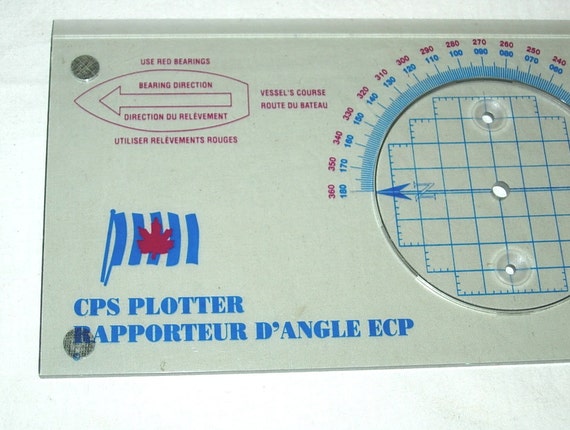 USE RED BEARINGS
BEARING DIRECTION
DIRECTION DU RELÈVEMENT
UTILISER RELÈVEMENTS ROUGES
VESSEL'S COURSE
ROUTE DU BATEAU
360 350 340 330 320 310 300 290 280 270 260 250 240
180 170 160 150 140 130 120 110 100 090 080 070 060
CPS PLOTTER
RAPPORTEUR D'ANGLE ECP